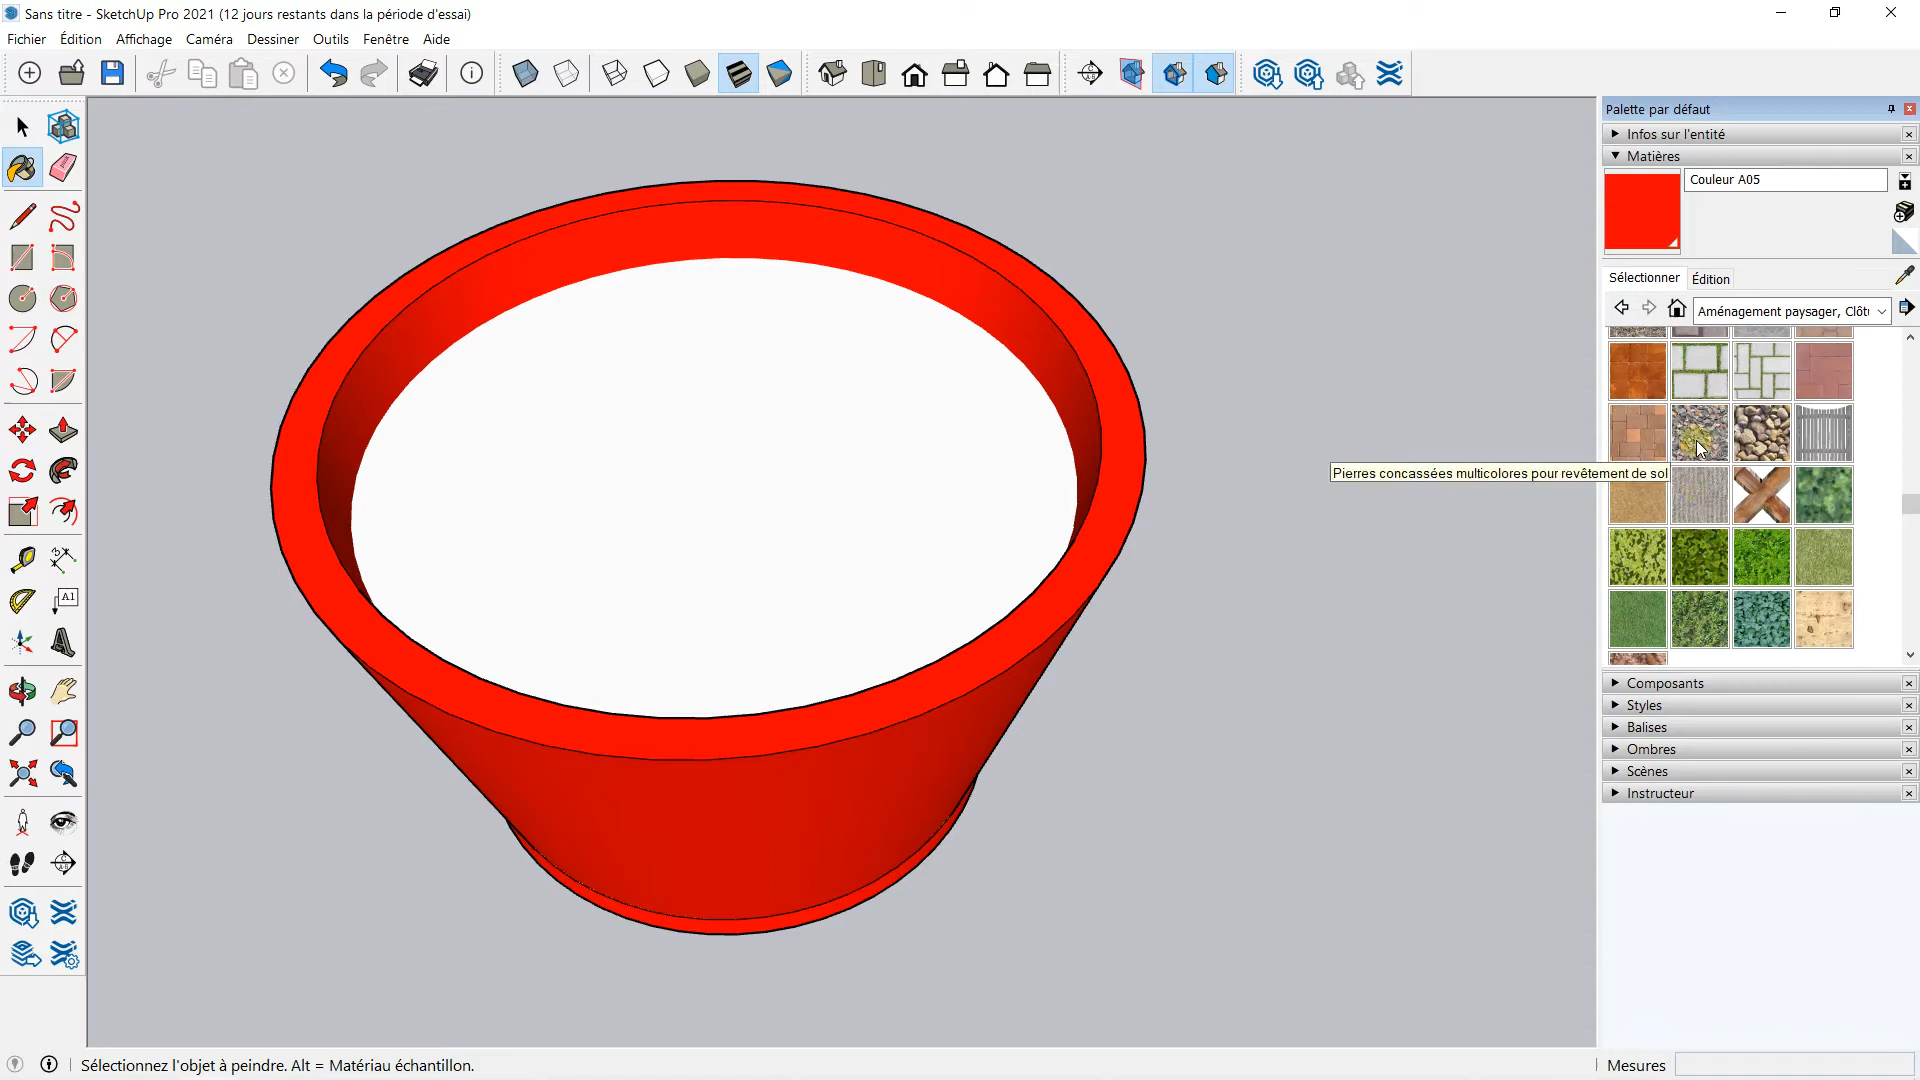 Sans titre - SketchUp Pro 2021 (12 jours restants dans la période d'essai)
Fichier Édition Affichage Caméra Dessiner Outils Fenêtre Aide
Palette par défaut
Infos sur l'entité
Matières
Couleur A05
Sélectionner Édition
Aménagement paysager, Clôtu
Pierres concassées multicolores pour revêtement de sol
A1
Composants
Styles
Balises
Ombres
Scènes
Instructeur
Sélectionnez l'objet à peindre. Alt = Matériau échantillon.
Mesures